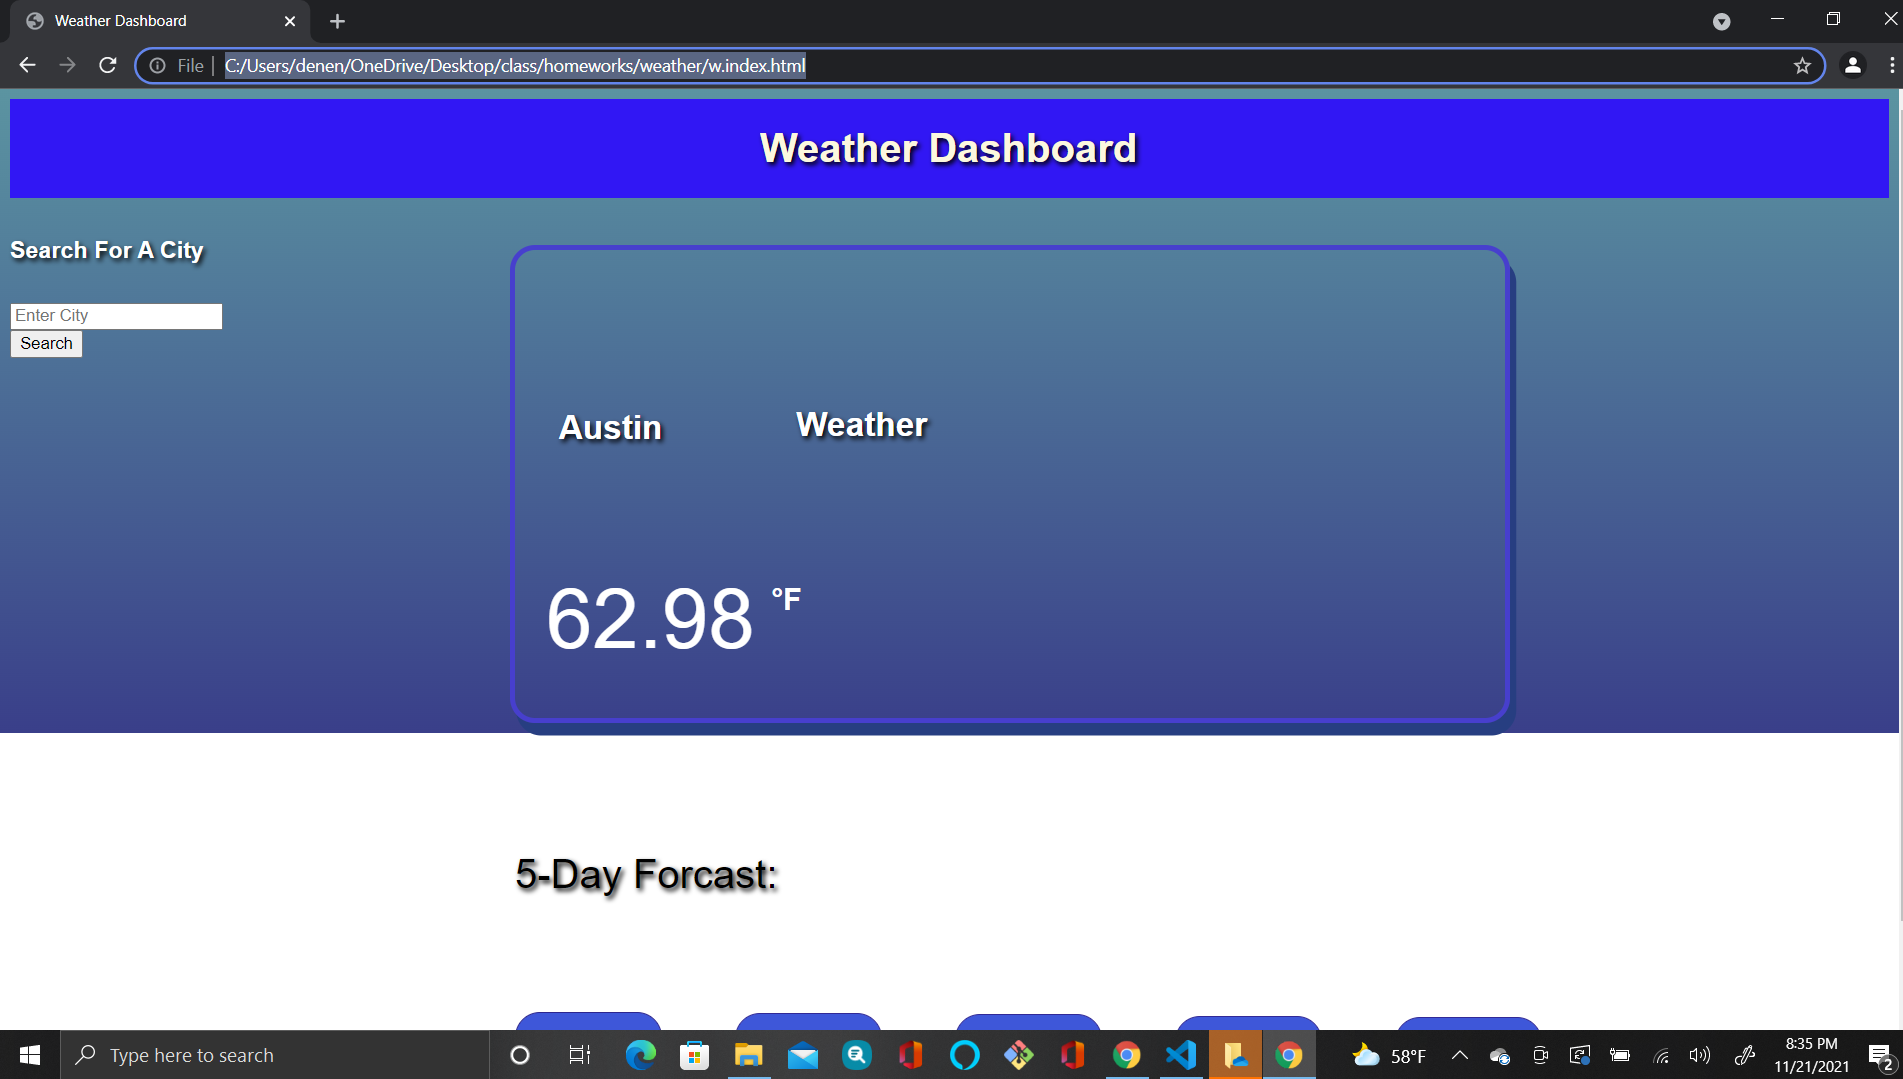 Weather Dashboard
File | C:/Users/denen/OneDrive/Desktop/class/homeworks/weather/w.index.html
Weather Dashboard
Search For A City
Enter City
Search
Austin Weather
62.98 °F
5-Day Forcast:
Type here to search
58°F
8:35 PM
11/21/2021
2